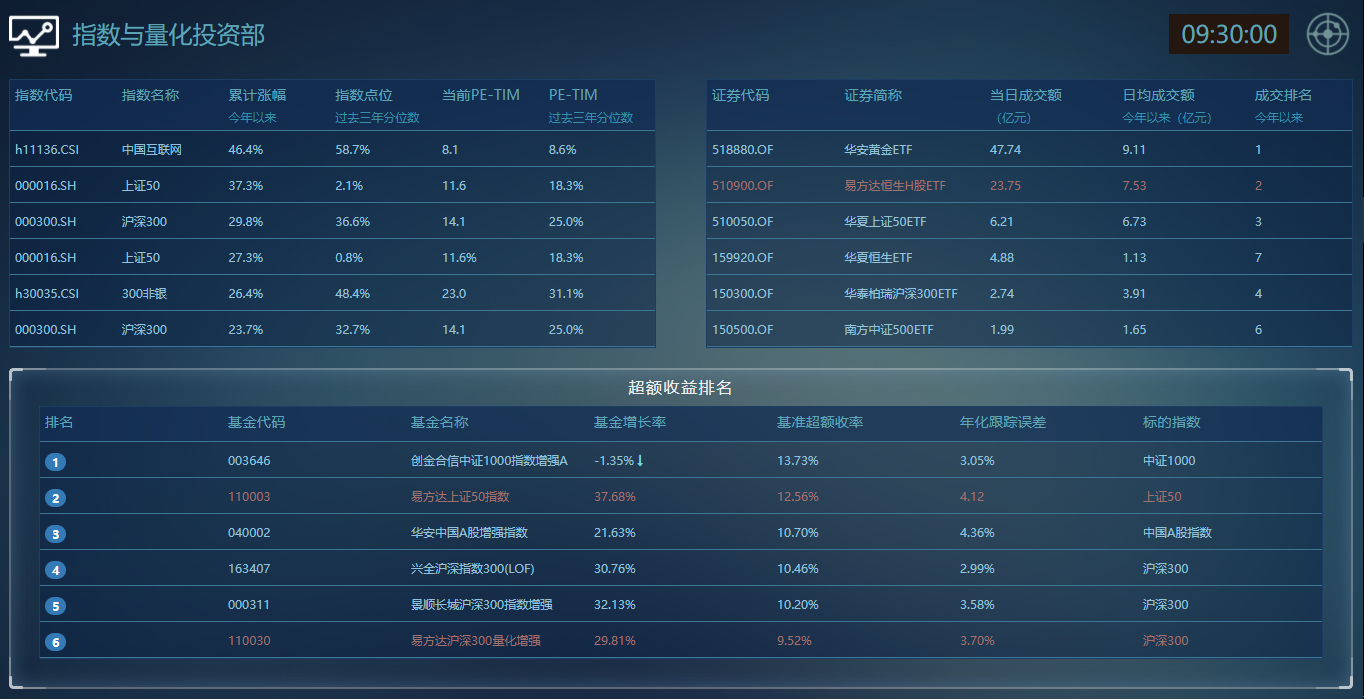 指数与量化投资部
09:30:00
指数代码 指数名称 累计涨幅 指数点位 当前PE-TIM PE-TIM
今年以来 过去三年分位数 过去三年分位数
h11136.CSI 中国互联网 46.4% 58.7% 8.1 8.6%
000016.SH 上证50 37.3% 2.1% 11.6 18.3%
000300.SH 沪深300 29.8% 36.6% 14.1 25.0%
000016.SH 上证50 27.3% 0.8% 11.6% 18.3%
h30035.CSI 300非银 26.4% 48.4% 23.0 31.1%
000300.SH 沪深300 23.7% 32.7% 14.1 25.0%
证券代码 证券简称 当日成交额 日均成交额 成交排名
（亿元） 今年以来（亿元） 今年以来
518880.OF 华安黄金ETF 47.74 9.11 1
510900.OF 易方达恒生H股ETF 23.75 7.53 2
510050.OF 华夏上证50ETF 6.21 6.73 3
159920.OF 华夏恒生ETF 4.88 1.13 7
150300.OF 华泰柏瑞沪深300ETF 2.74 3.91 4
150500.OF 南方中证500ETF 1.99 1.65 6
超额收益排名
排名 基金代码 基金名称 基金增长率 基准超额收率 年化跟踪误差 标的指数
1 003646 创金合信中证1000指数增强A -1.35%⬇ 13.73% 3.05% 中证1000
2 110003 易方达上证50指数 37.68% 12.56% 4.12 上证50
3 040002 华安中国A股增强指数 21.63% 10.70% 4.36% 中国A股指数
4 163407 兴全沪深指数300(LOF) 30.76% 10.46% 2.99% 沪深300
5 000311 景顺长城沪深300指数增强 32.13% 10.20% 3.58% 沪深300
6 110030 易方达沪深300量化增强 29.81% 9.52% 3.70% 沪深300